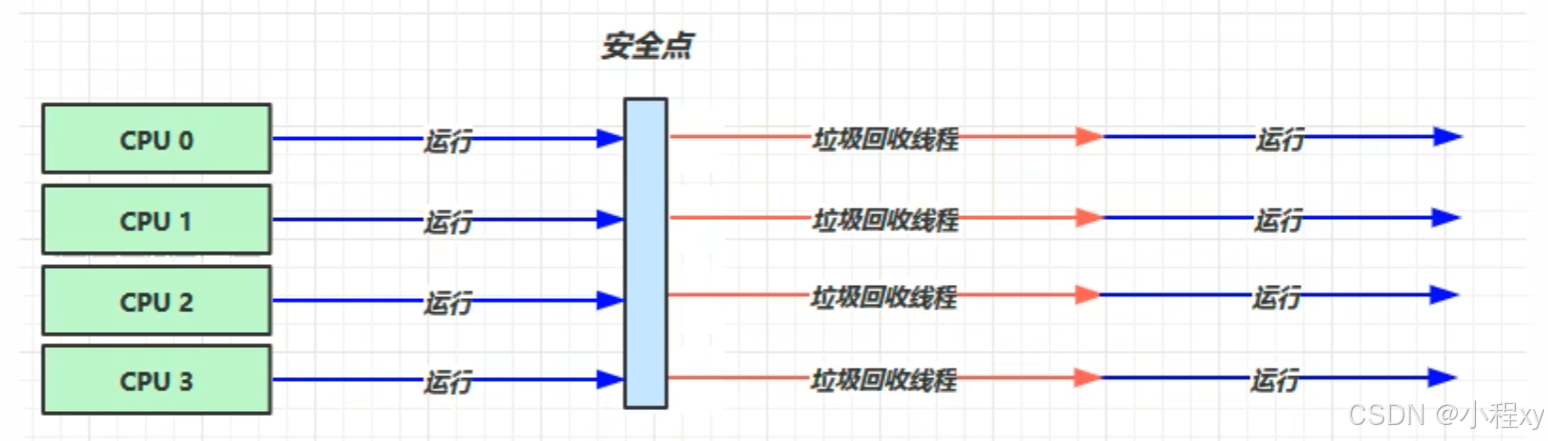 安全点
CPU 0 运行 垃圾回收线程 运行
CPU 1 运行 垃圾回收线程 运行
CPU 2 运行 垃圾回收线程 运行
CPU 3 运行 垃圾回收线程 运行
CSDN @小程xy